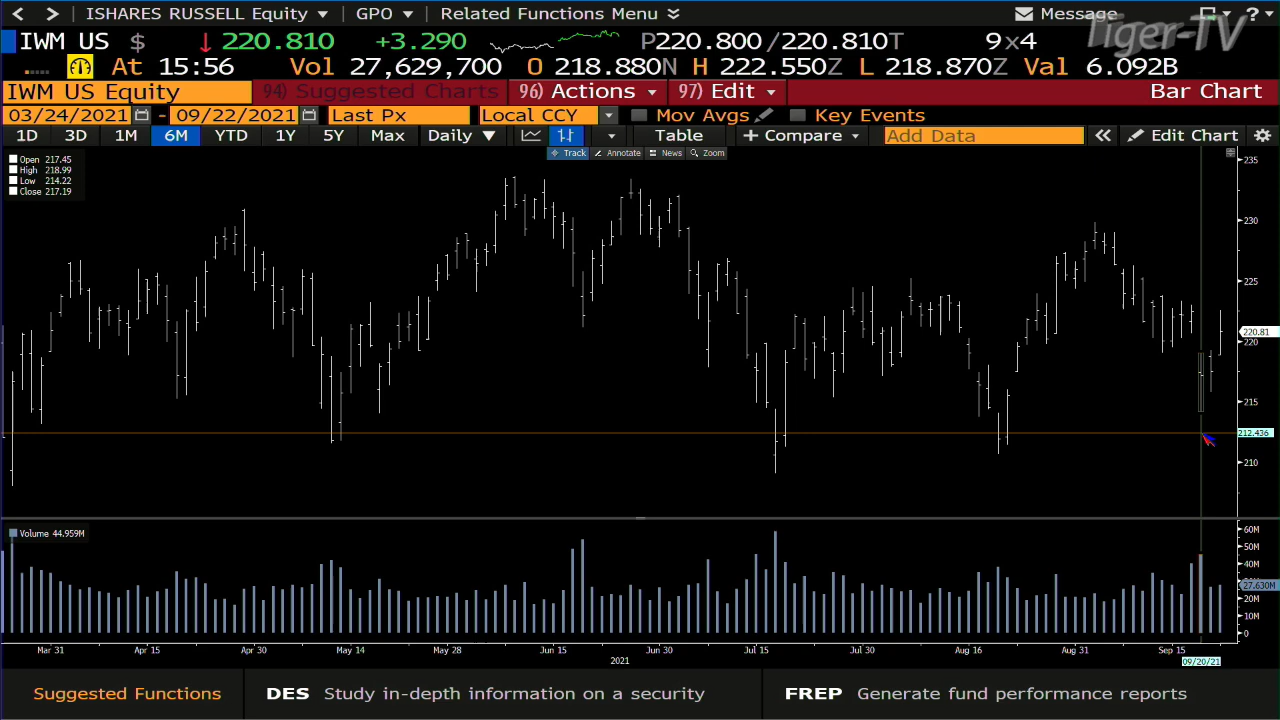 < > ISHARES RUSSELL Equity ▼ GPO ▼ Related Functions Menu Message ?
Tiger-TV
IWM US $ ↓ 220.810 +3.290 P220.800 /220.810T 9x4
At 15:56 Vol 27,629,700 O 218.880N H 222.550Z L 218.870Z Val 6.092B
IWM US Equity 94) Suggested Charts 96) Actions 97) Edit Bar Chart
03/24/2021 - 09/22/2021 Last Px Local CCY Mov Avgs Key Events
1D 3D 1M 6M YTD 1Y 5Y Max Daily ▼ Table + Compare Add Data « Edit Chart
Track Annotate News Zoom
Open 217.45
High 218.99
Low 214.22
Close 217.19
235
230
225
220.81
220
215
212.436
210
Volume 44.959M
60M
50M
40M
27.630M
20M
10M
0
Mar 31 Apr 15 Apr 30 May 14 May 28 Jun 15 Jun 30 Jul 15 Jul 30 Aug 16 Aug 31 Sep 15
2021 09/20/21
Suggested Functions DES Study in-depth information on a security FREP Generate fund performance reports